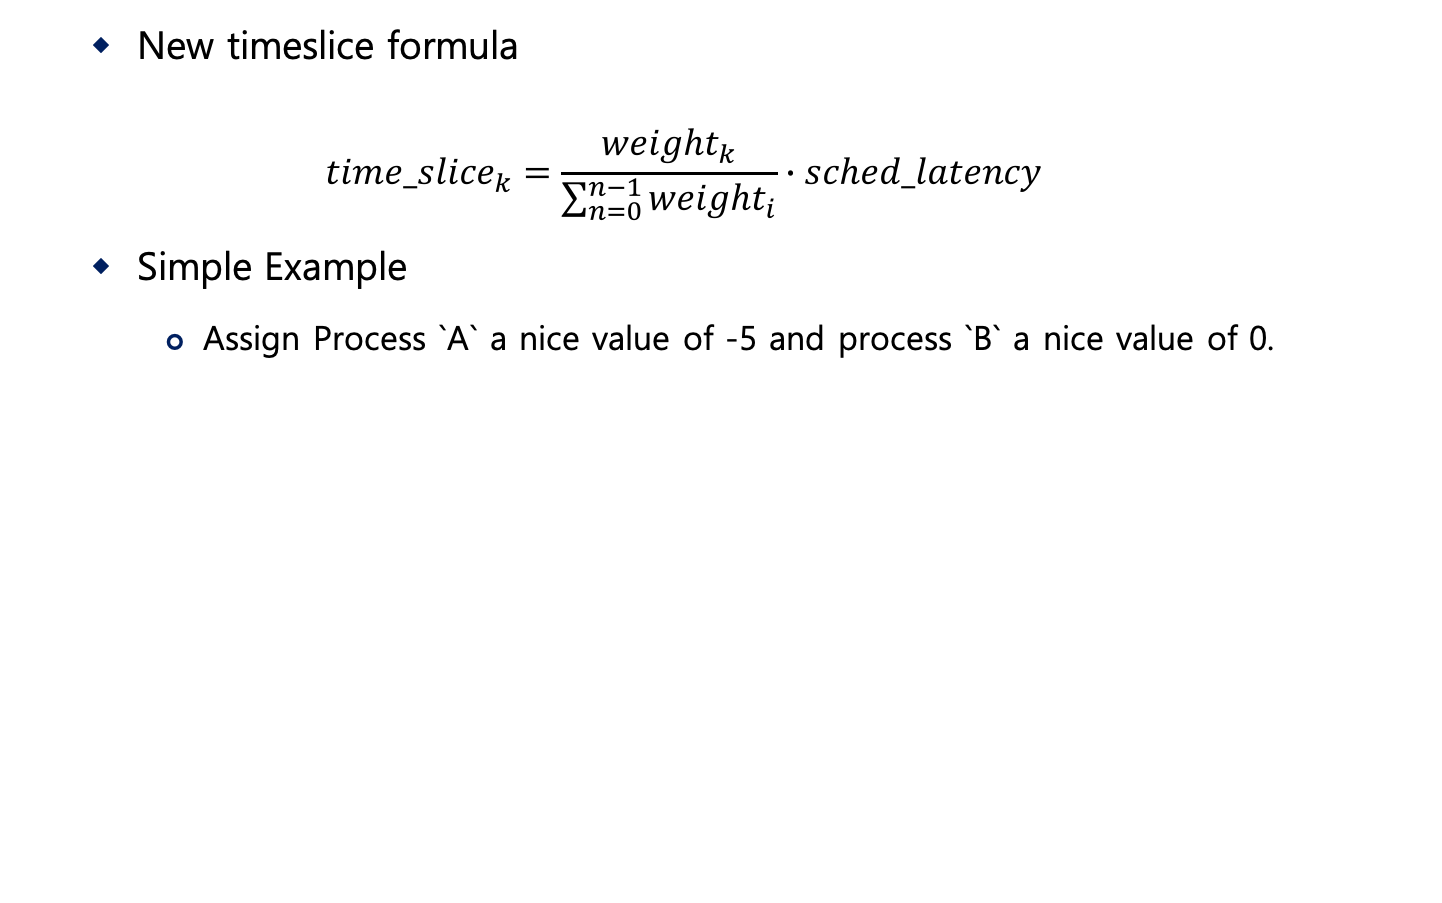 ◆ New timeslice formula
time_slice_k = weight_k / ∑_{n=0}^{n−1} weight_i · sched_latency
◆ Simple Example
o Assign Process `A` a nice value of -5 and process `B` a nice value of 0.